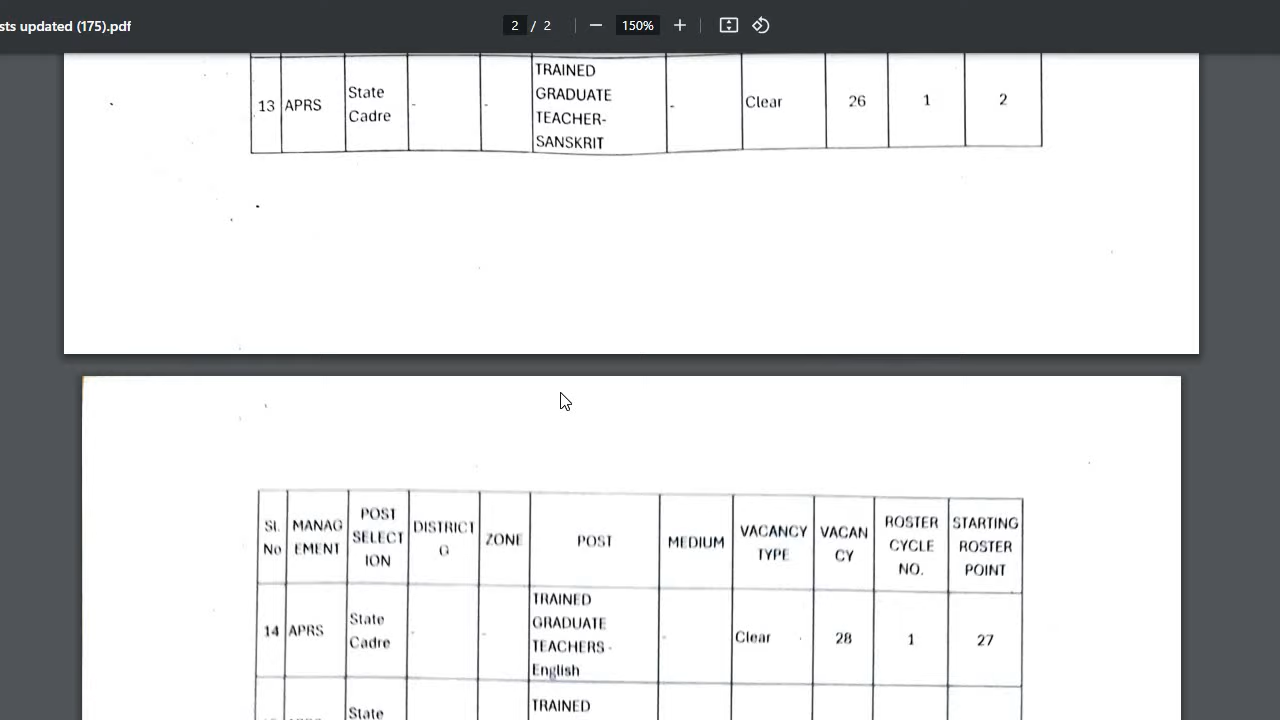 sts updated (175).pdf
2 / 2
150%
13 APRS State Cadre - - TRAINED GRADUATE TEACHER- SANSKRIT - Clear 26 1 2
Sl. No MANAG EMENT POST SELECT ION DISTRICT ZONE POST MEDIUM VACANCY TYPE VACAN CY ROSTER CYCLE NO. STARTING ROSTER POINT
14 APRS State Cadre - - TRAINED GRADUATE TEACHERS - English - Clear 28 1 27
State TRAINED